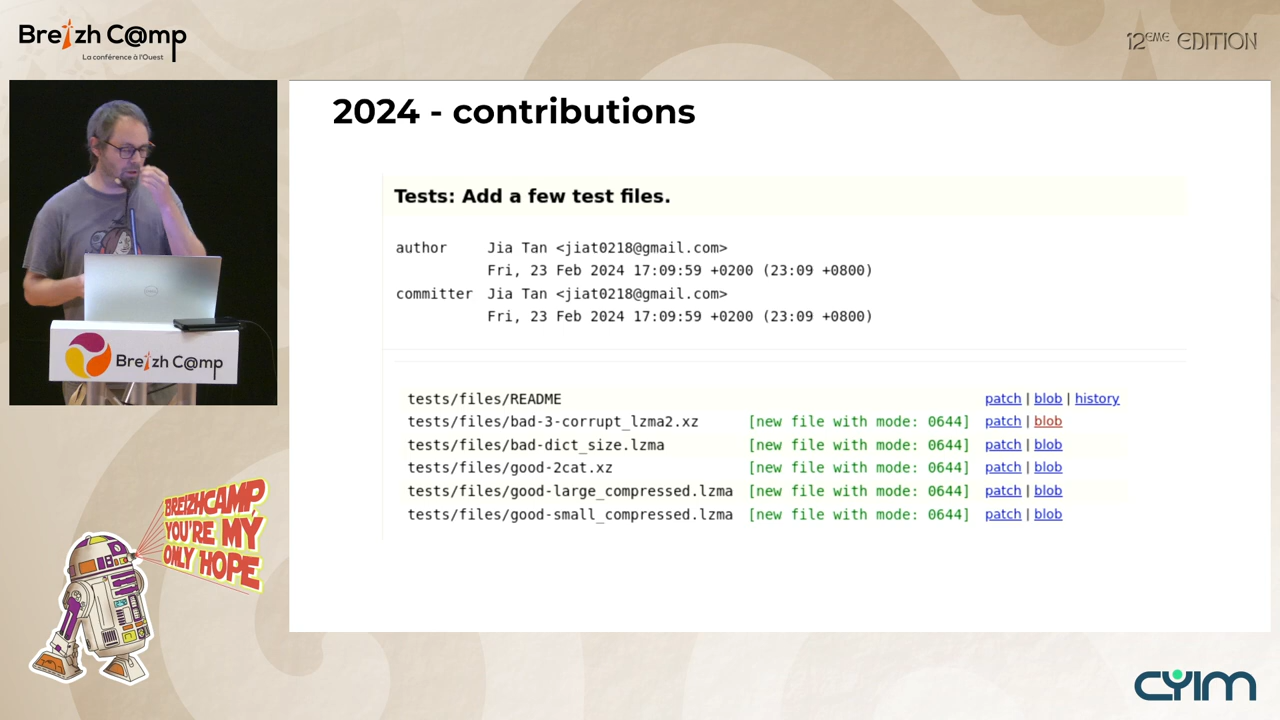 Breizh C@mp
La conférence à l'Ouest
12ÈME EDITION
2024 - contributions
Tests: Add a few test files.
author Jia Tan <jiat0218@gmail.com>
Fri, 23 Feb 2024 17:09:59 +0200 (23:09 +0800)
committer Jia Tan <jiat0218@gmail.com>
Fri, 23 Feb 2024 17:09:59 +0200 (23:09 +0800)
tests/files/README patch | blob | history
tests/files/bad-3-corrupt_lzma2.xz [new file with mode: 0644] patch | blob
tests/files/bad-dict_size.lzma [new file with mode: 0644] patch | blob
tests/files/good-2cat.xz [new file with mode: 0644] patch | blob
tests/files/good-large_compressed.lzma [new file with mode: 0644] patch | blob
tests/files/good-small_compressed.lzma [new file with mode: 0644] patch | blob
Breizh C@mp
BREIZHCAMP,
YOU'RE MY
ONLY HOPE
CYIM